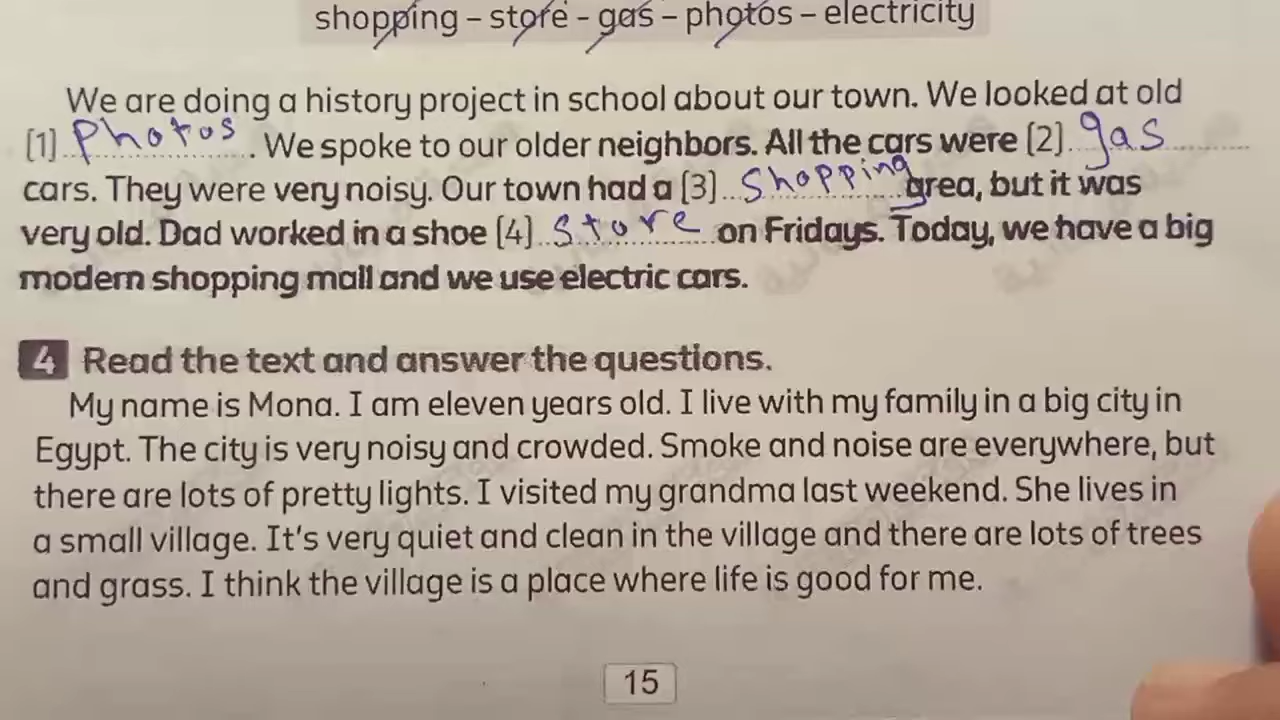 shopping – store – gas – photos – electricity
We are doing a history project in school about our town. We looked at old
(1) Photos. We spoke to our older neighbors. All the cars were (2) gas
cars. They were very noisy. Our town had a (3) Shopping area, but it was
very old. Dad worked in a shoe (4) Store on Fridays. Today, we have a big
modern shopping mall and we use electric cars.
4 Read the text and answer the questions.
My name is Mona. I am eleven years old. I live with my family in a big city in
Egypt. The city is very noisy and crowded. Smoke and noise are everywhere, but
there are lots of pretty lights. I visited my grandma last weekend. She lives in
a small village. It's very quiet and clean in the village and there are lots of trees
and grass. I think the village is a place where life is good for me.
15